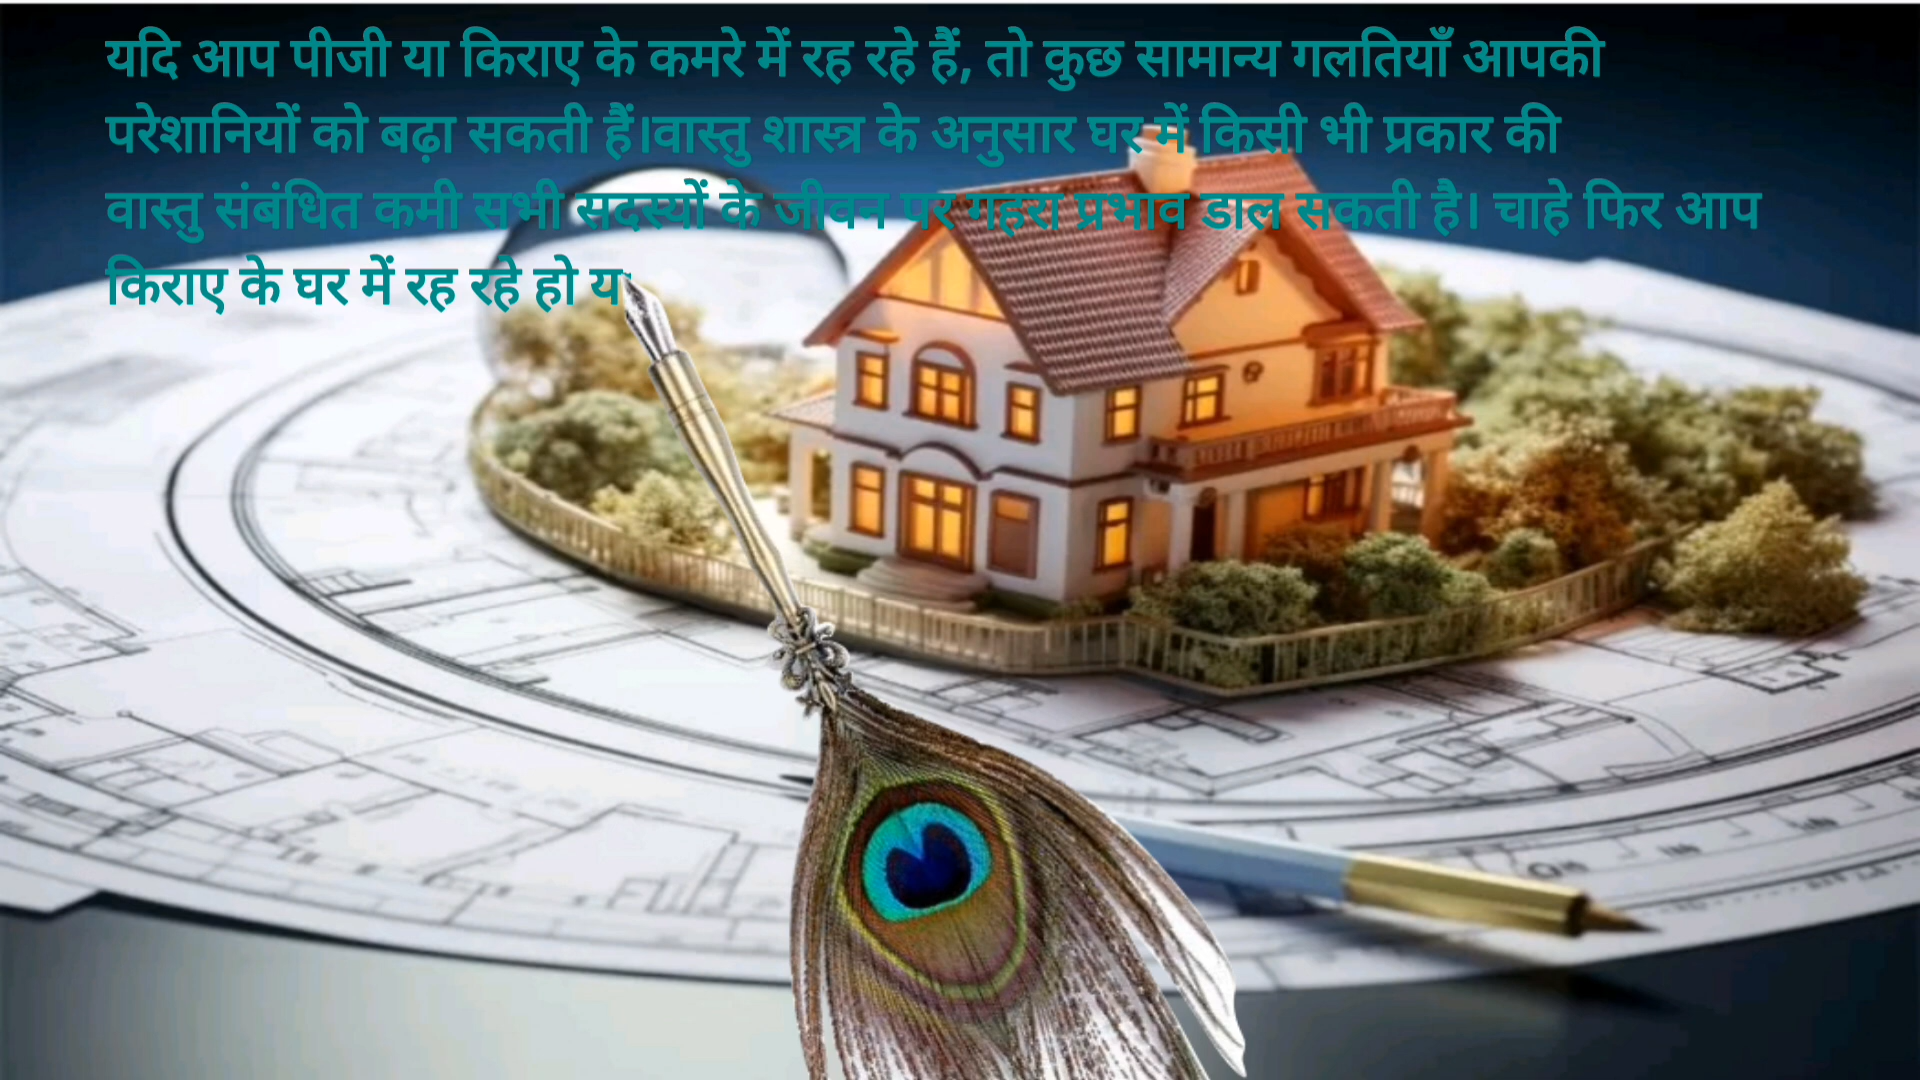 यदि आप पीजी या किराए के कमरे में रह रहे हैं, तो कुछ सामान्य गलतियाँ आपकी
परेशानियों को बढ़ा सकती हैं।वास्तु शास्त्र के अनुसार घर में किसी भी प्रकार की
वास्तु संबंधित कमी सभी सदस्यों के जीवन पर गहरा प्रभाव डाल सकती है। चाहे फिर आप
किराए के घर में रह रहे हो य